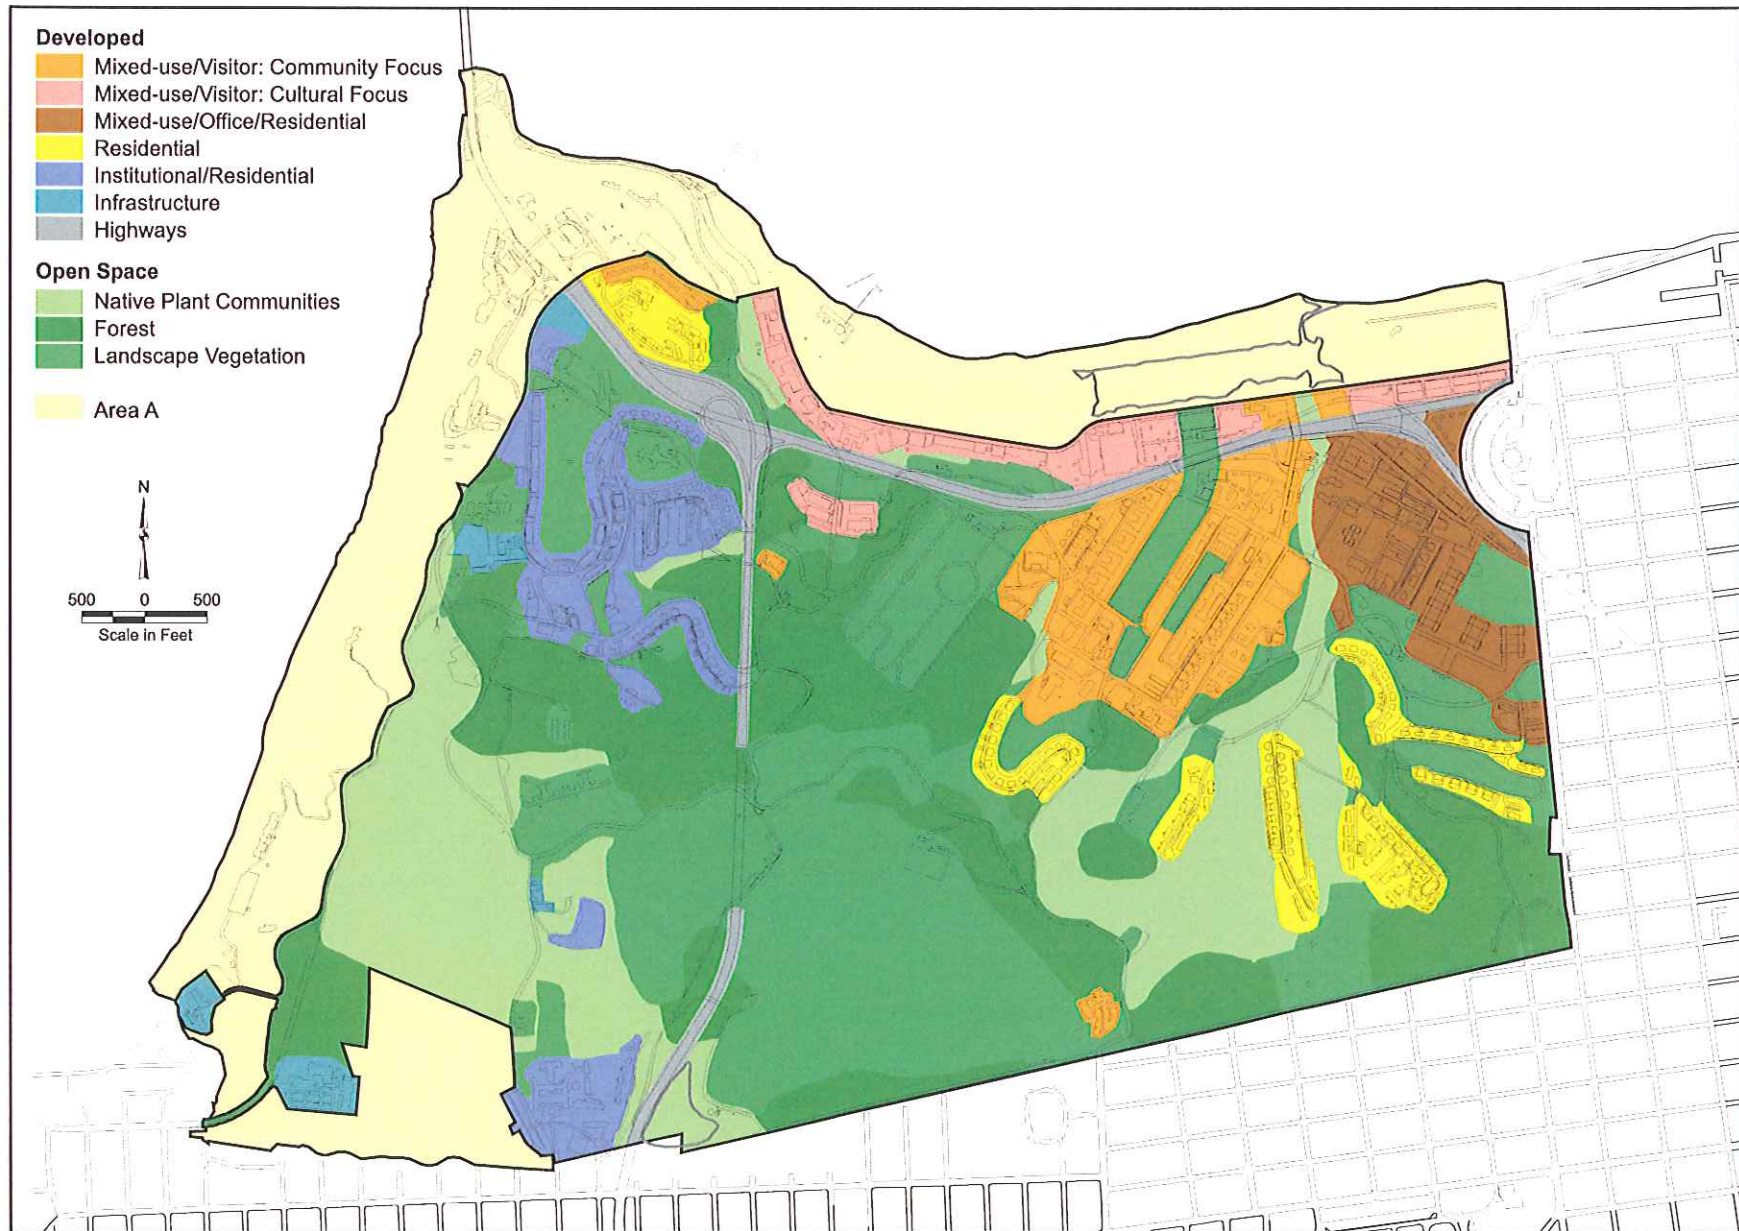 Developed
Mixed-use/Visitor: Community Focus
Mixed-use/Visitor: Cultural Focus
Mixed-use/Office/Residential
Residential
Institutional/Residential
Infrastructure
Highways
Open Space
Native Plant Communities
Forest
Landscape Vegetation
Area A
N
500 0 500
Scale in Feet